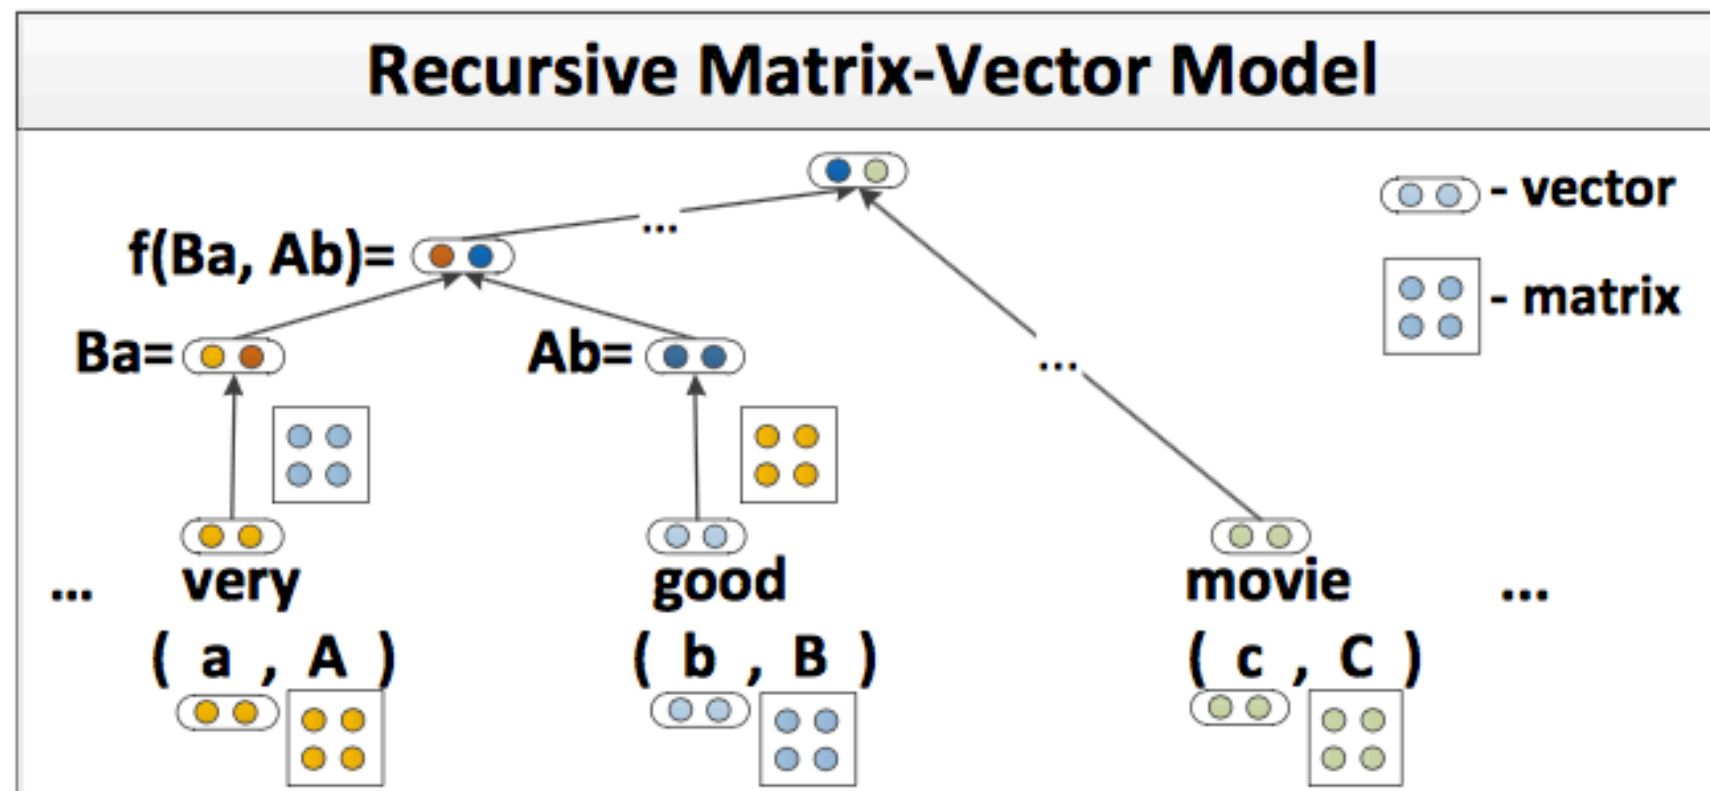 Recursive Matrix-Vector Model
- vector
...
f(Ba, Ab)=
- matrix
Ba=
Ab=
...
... very good movie ...
( a , A ) ( b , B ) ( c , C )